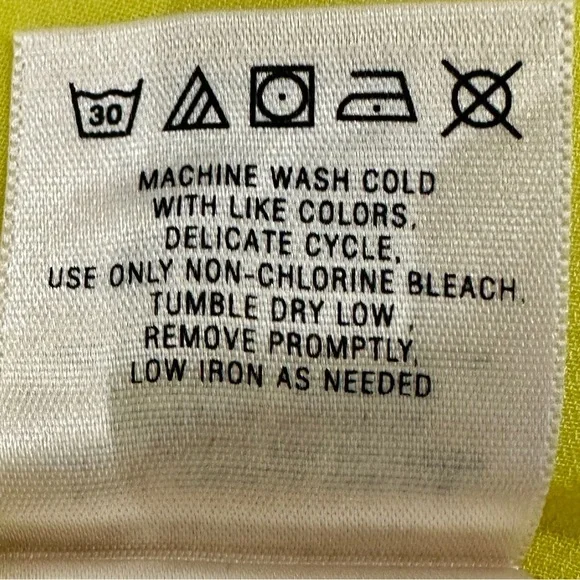 30
MACHINE WASH COLD
WITH LIKE COLORS,
DELICATE CYCLE,
USE ONLY NON-CHLORINE BLEACH.
TUMBLE DRY LOW,
REMOVE PROMPTLY,
LOW IRON AS NEEDED